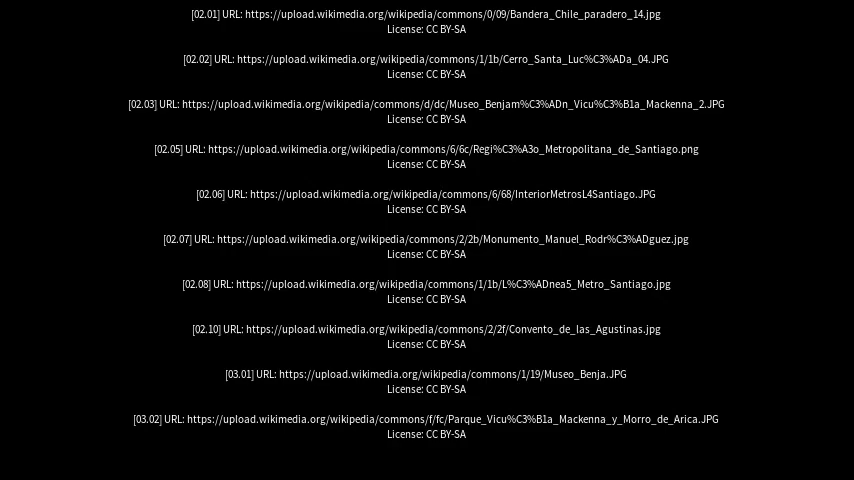 [02.01] URL: https://upload.wikimedia.org/wikipedia/commons/0/09/Bandera_Chile_paradero_14.jpg
License: CC BY-SA
[02.02] URL: https://upload.wikimedia.org/wikipedia/commons/1/1b/Cerro_Santa_Luc%C3%ADa_04.JPG
License: CC BY-SA
[02.03] URL: https://upload.wikimedia.org/wikipedia/commons/d/dc/Museo_Benjam%C3%ADn_Vicu%C3%B1a_Mackenna_2.JPG
License: CC BY-SA
[02.05] URL: https://upload.wikimedia.org/wikipedia/commons/6/6c/Regi%C3%A3o_Metropolitana_de_Santiago.png
License: CC BY-SA
[02.06] URL: https://upload.wikimedia.org/wikipedia/commons/6/68/InteriorMetrosL4Santiago.JPG
License: CC BY-SA
[02.07] URL: https://upload.wikimedia.org/wikipedia/commons/2/2b/Monumento_Manuel_Rodr%C3%ADguez.jpg
License: CC BY-SA
[02.08] URL: https://upload.wikimedia.org/wikipedia/commons/1/1b/L%C3%ADnea5_Metro_Santiago.jpg
License: CC BY-SA
[02.10] URL: https://upload.wikimedia.org/wikipedia/commons/2/2f/Convento_de_las_Agustinas.jpg
License: CC BY-SA
[03.01] URL: https://upload.wikimedia.org/wikipedia/commons/1/19/Museo_Benja.JPG
License: CC BY-SA
[03.02] URL: https://upload.wikimedia.org/wikipedia/commons/f/fc/Parque_Vicu%C3%B1a_Mackenna_y_Morro_de_Arica.JPG
License: CC BY-SA